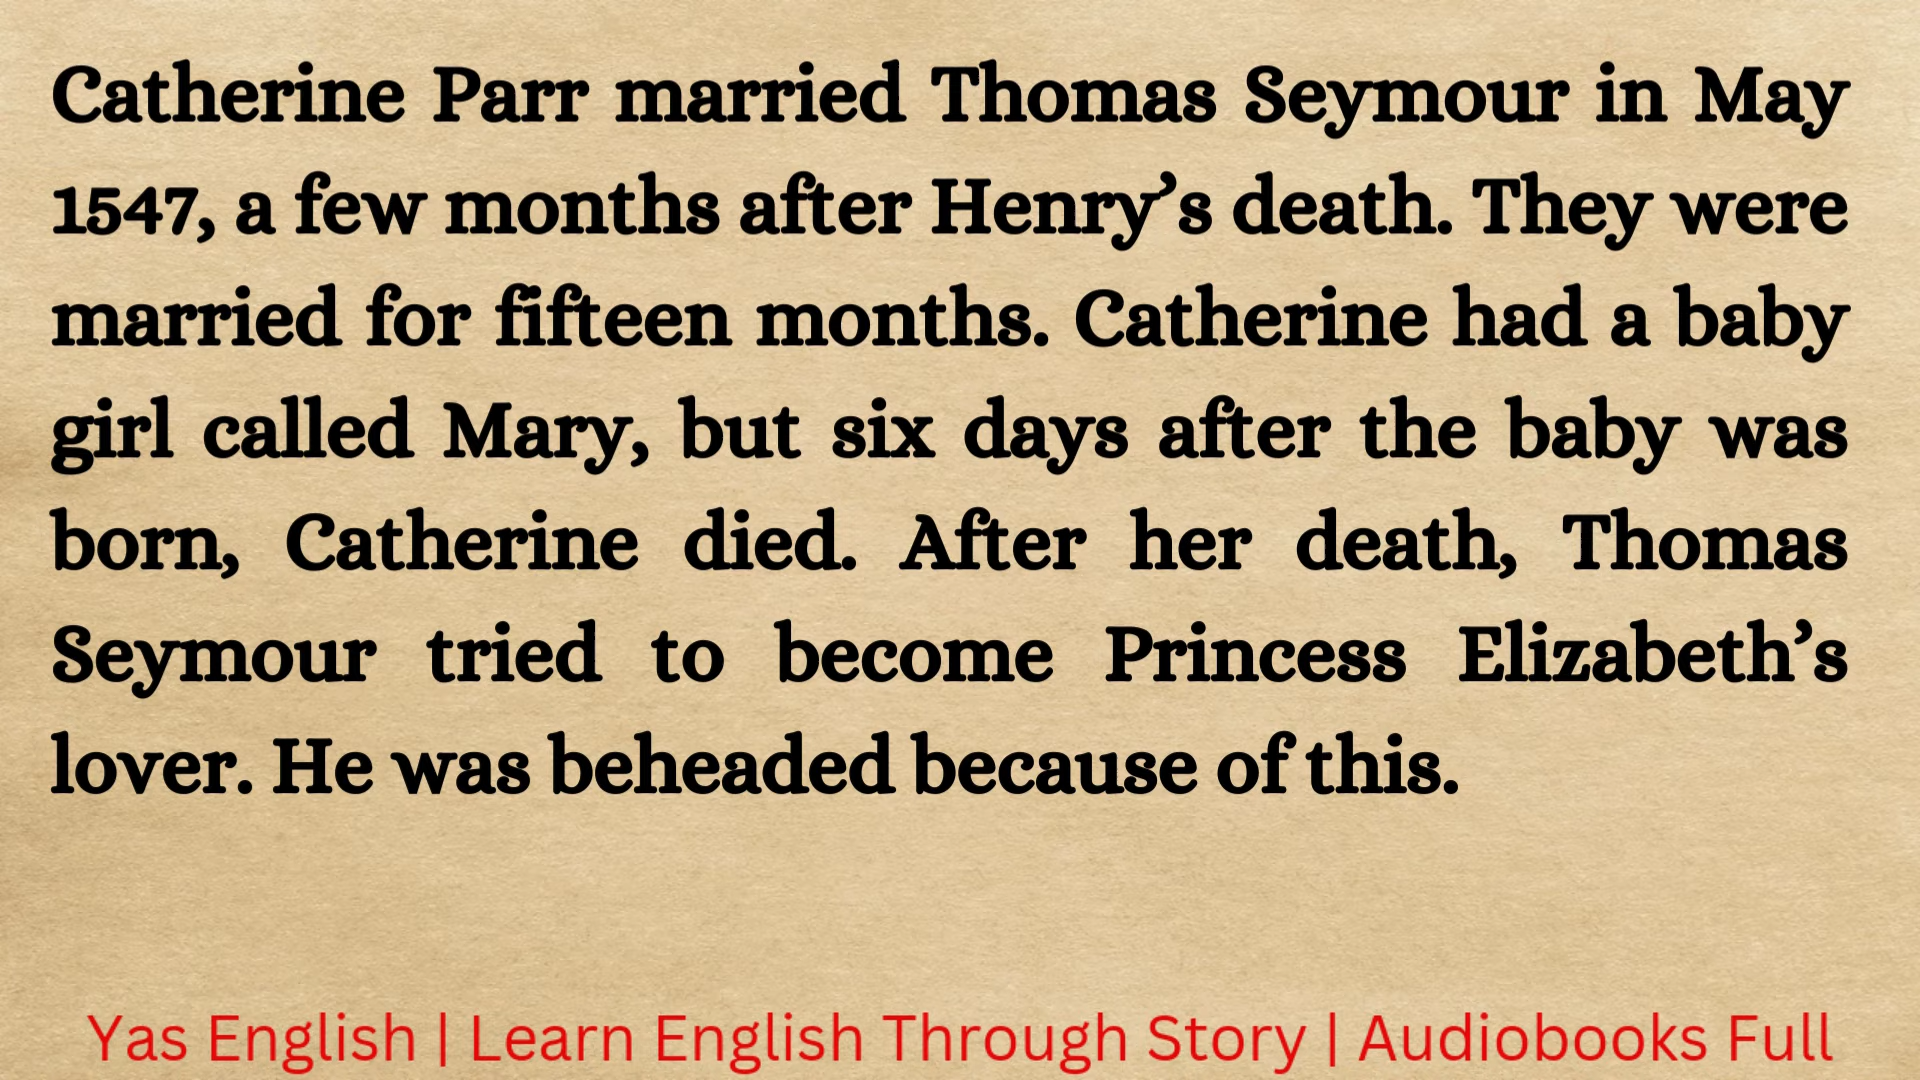 Catherine Parr married Thomas Seymour in May
1547, a few months after Henry’s death. They were
married for fifteen months. Catherine had a baby
girl called Mary, but six days after the baby was
born, Catherine died. After her death, Thomas
Seymour tried to become Princess Elizabeth’s
lover. He was beheaded because of this.
Yas English | Learn English Through Story | Audiobooks Full